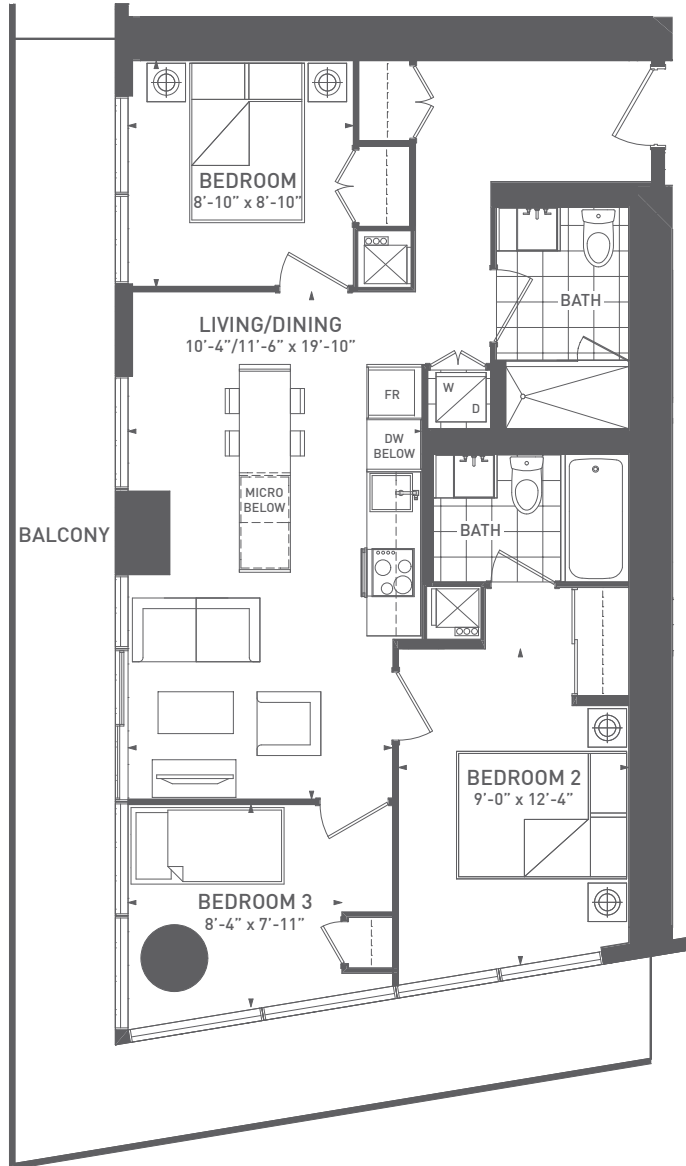 BEDROOM
8'-10" x 8'-10"
BATH
LIVING/DINING
10'-4"/11'-6" x 19'-10"
FR
W
D
DW
BELOW
MICRO
BELOW
BALCONY
BATH
BEDROOM 2
9'-0" x 12'-4"
BEDROOM 3
8'-4" x 7'-11"